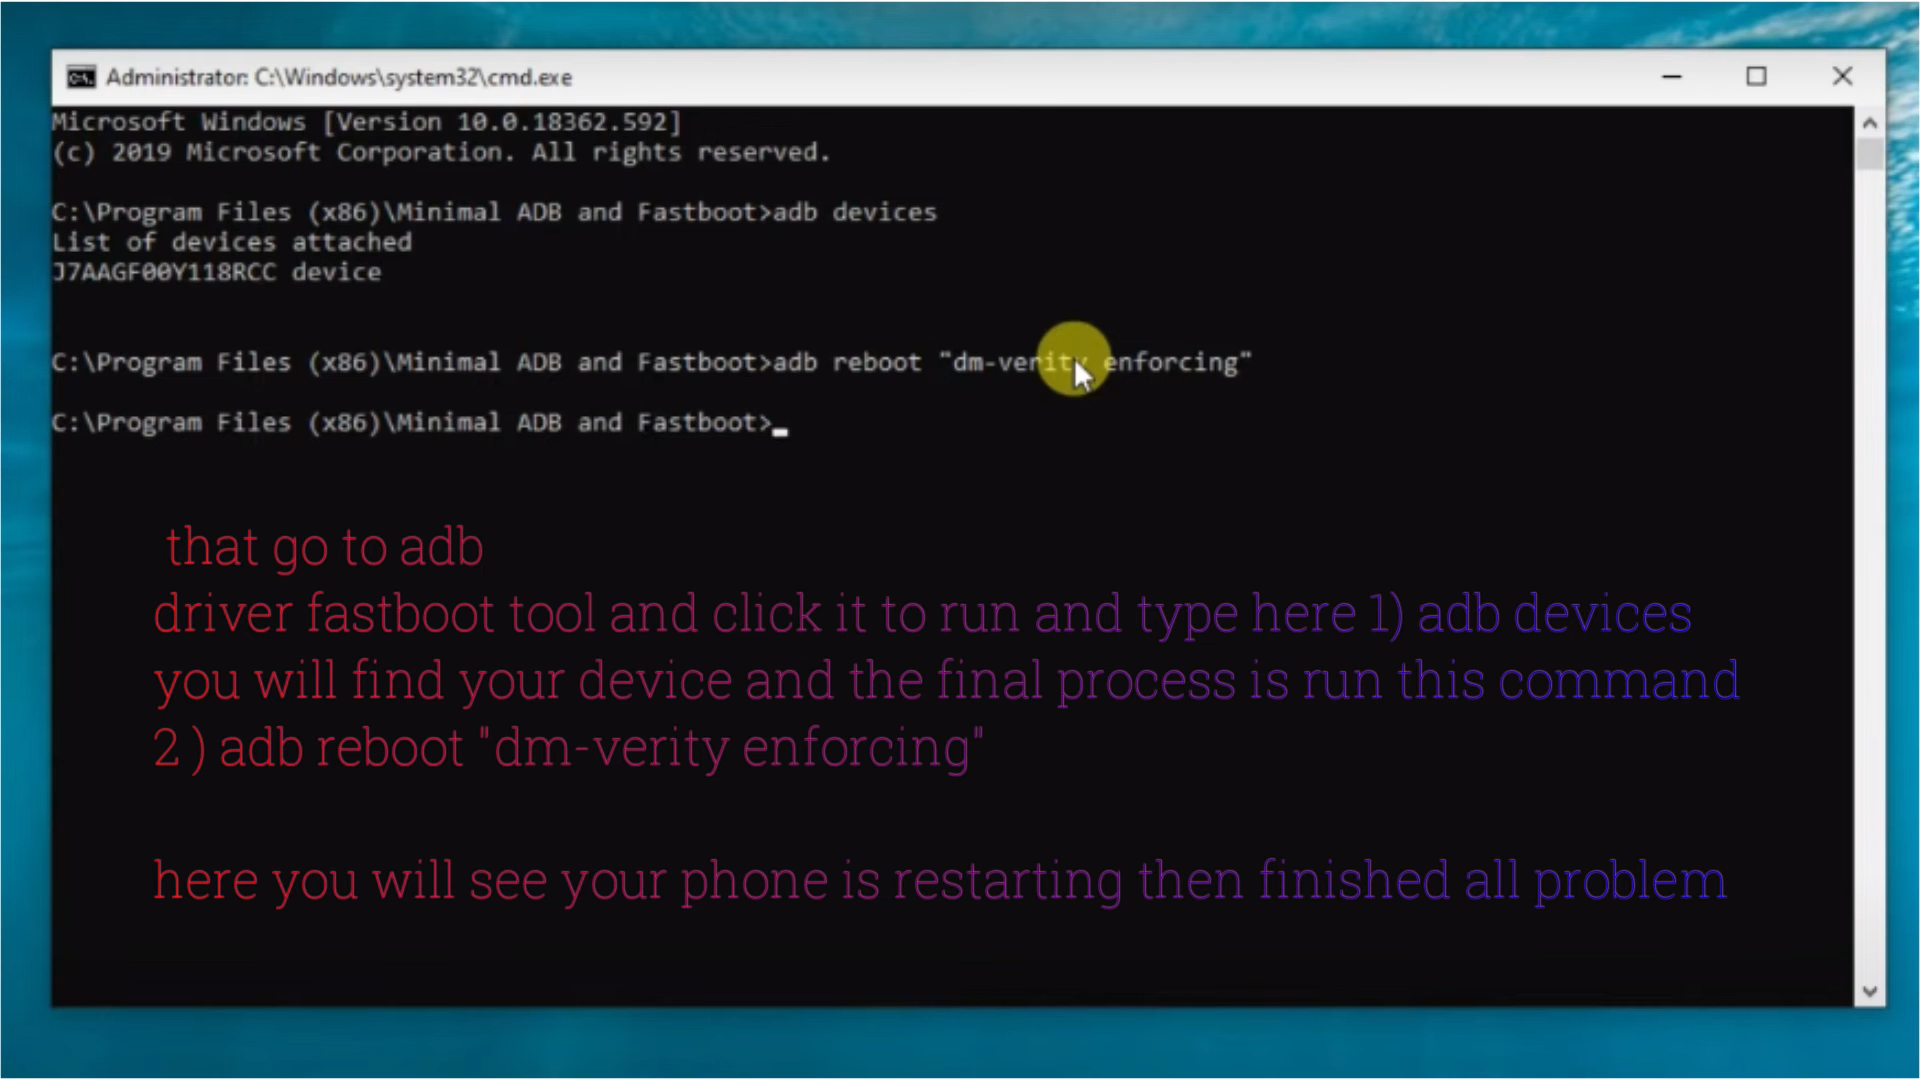 Administrator: C:\Windows\system32\cmd.exe
Microsoft Windows [Version 10.0.18362.592]
(c) 2019 Microsoft Corporation. All rights reserved.
C:\Program Files (x86)\Minimal ADB and Fastboot>adb devices
List of devices attached
J7AAGF00Y118RCC device
C:\Program Files (x86)\Minimal ADB and Fastboot>adb reboot "dm-verity enforcing"
C:\Program Files (x86)\Minimal ADB and Fastboot>
that go to adb
driver fastboot tool and click it to run and type here 1) adb devices
you will find your device and the final process is run this command
2 ) adb reboot "dm-verity enforcing"
here you will see your phone is restarting then finished all problem